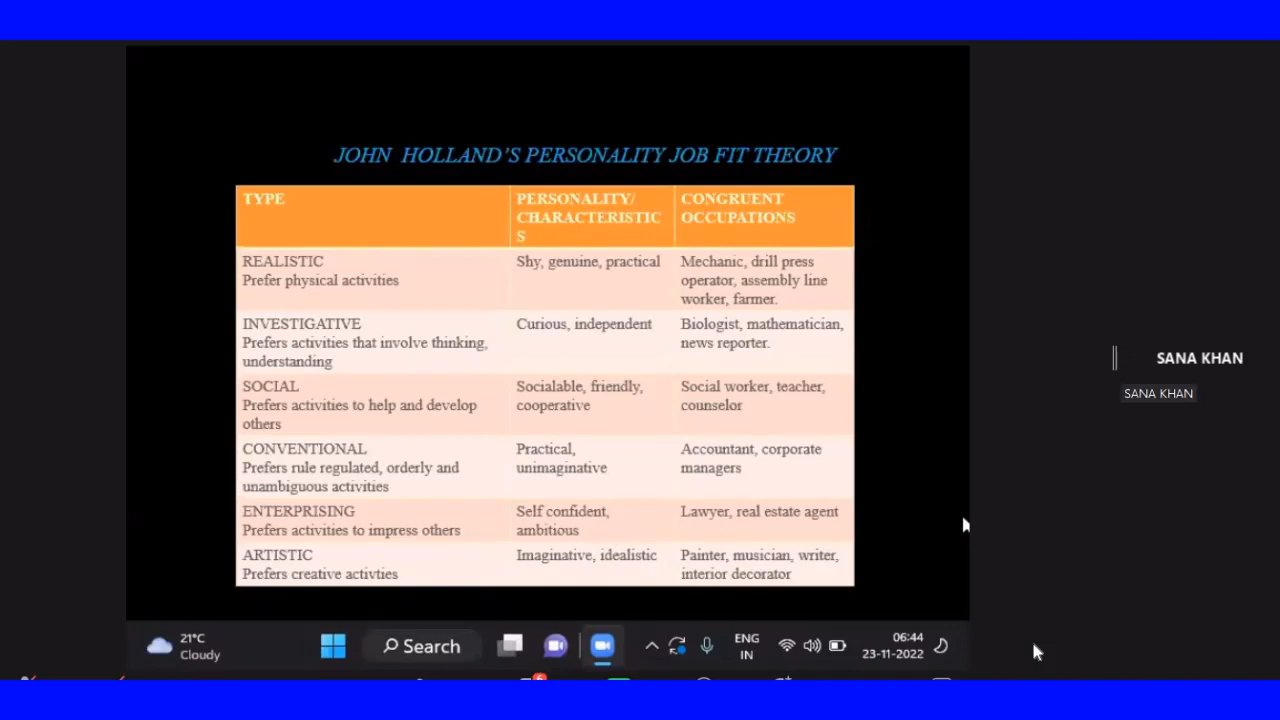 JOHN HOLLAND'S PERSONALITY JOB FIT THEORY
TYPE
PERSONALITY/
CHARACTERISTIC
S
CONGRUENT
OCCUPATIONS
REALISTIC
Prefer physical activities
Shy, genuine, practical
Mechanic, drill press
operator, assembly line
worker, farmer.
INVESTIGATIVE
Prefers activities that involve thinking,
understanding
Curious, independent
Biologist, mathematician,
news reporter.
SOCIAL
Prefers activities to help and develop
others
Socialable, friendly,
cooperative
Social worker, teacher,
counselor
CONVENTIONAL
Prefers rule regulated, orderly and
unambiguous activities
Practical,
unimaginative
Accountant, corporate
managers
ENTERPRISING
Prefers activities to impress others
Self confident,
ambitious
Lawyer, real estate agent
ARTISTIC
Prefers creative activties
Imaginative, idealistic
Painter, musician, writer,
interior decorator
SANA KHAN
SANA KHAN
21°C
Cloudy
Search
ENG
IN
06:44
23-11-2022
6